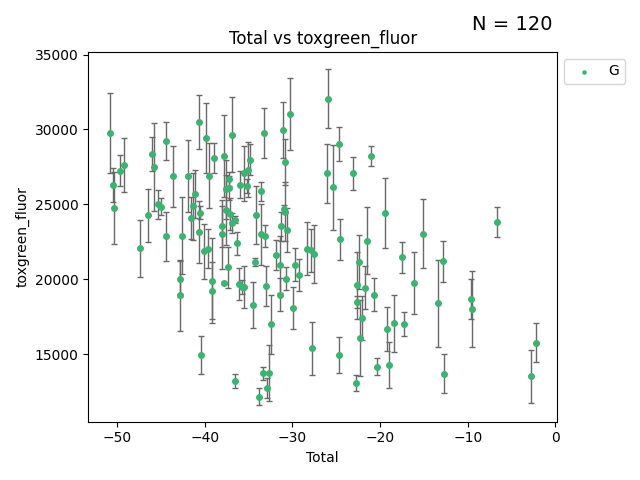 N = 120
Total vs toxgreen_fluor
G
35000
30000
25000
20000
15000
toxgreen_fluor
−50 −40 −30 −20 −10 0
Total